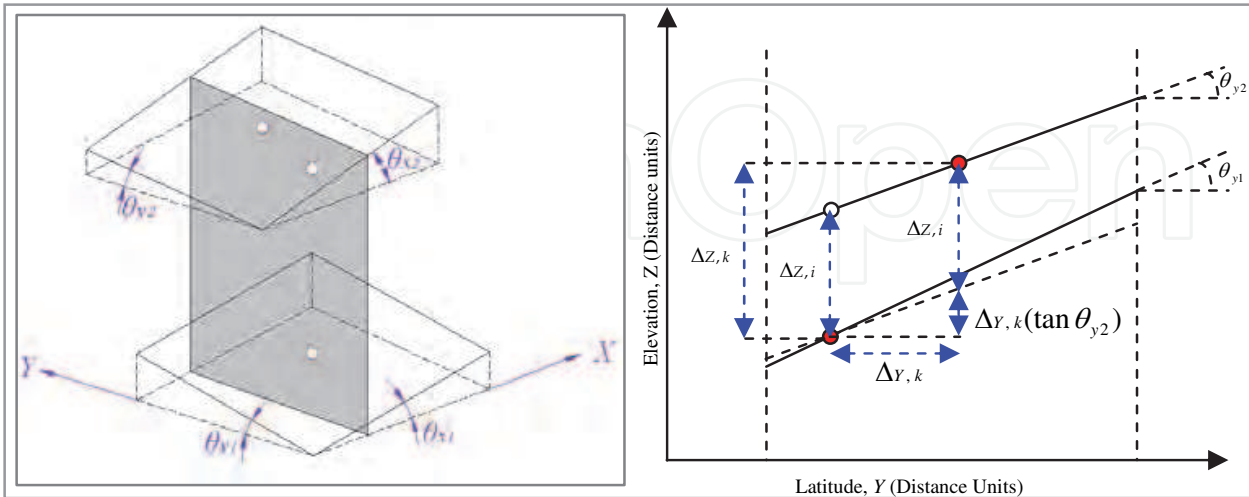 θx2
θy2
Y
X
θy1
θx1
Open
Elevation, Z (Distance units)
θy2
θy1
ΔZ,k
ΔZ,i
ΔZ,i
ΔY,k(tan θy2)
ΔY,k
Latitude, Y (Distance Units)